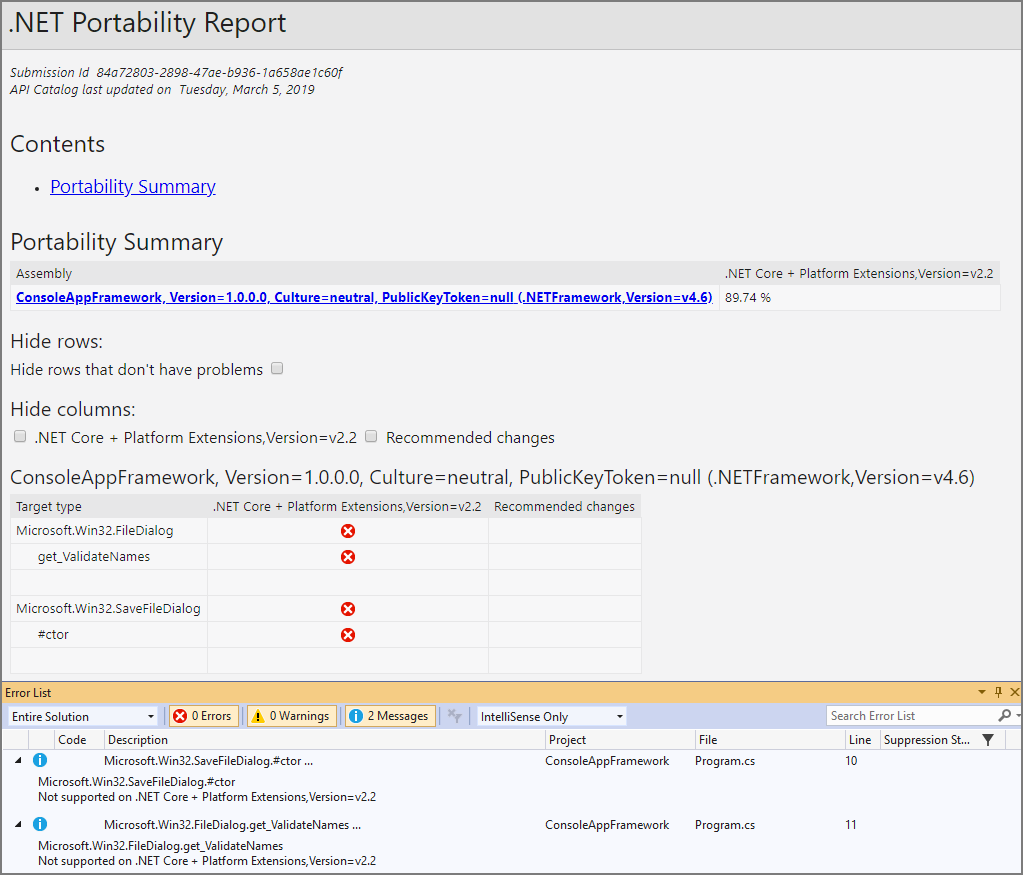 .NET Portability Report
Submission Id 84a72803-2898-47ae-b936-1a658ae1c60f
API Catalog last updated on Tuesday, March 5, 2019
Contents
• Portability Summary
Portability Summary
Assembly .NET Core + Platform Extensions,Version=v2.2
ConsoleAppFramework, Version=1.0.0.0, Culture=neutral, PublicKeyToken=null (.NETFramework,Version=v4.6) 89.74 %
Hide rows:
Hide rows that don't have problems
Hide columns:
.NET Core + Platform Extensions,Version=v2.2 Recommended changes
ConsoleAppFramework, Version=1.0.0.0, Culture=neutral, PublicKeyToken=null (.NETFramework,Version=v4.6)
Target type .NET Core + Platform Extensions,Version=v2.2 Recommended changes
Microsoft.Win32.FileDialog
get_ValidateNames
Microsoft.Win32.SaveFileDialog
#ctor
Error List
Entire Solution 0 Errors 0 Warnings 2 Messages IntelliSense Only Search Error List
Code Description Project File Line Suppression St...
Microsoft.Win32.SaveFileDialog.#ctor ... ConsoleAppFramework Program.cs 10
Microsoft.Win32.SaveFileDialog.#ctor
Not supported on .NET Core + Platform Extensions,Version=v2.2
Microsoft.Win32.FileDialog.get_ValidateNames ... ConsoleAppFramework Program.cs 11
Microsoft.Win32.FileDialog.get_ValidateNames
Not supported on .NET Core + Platform Extensions,Version=v2.2